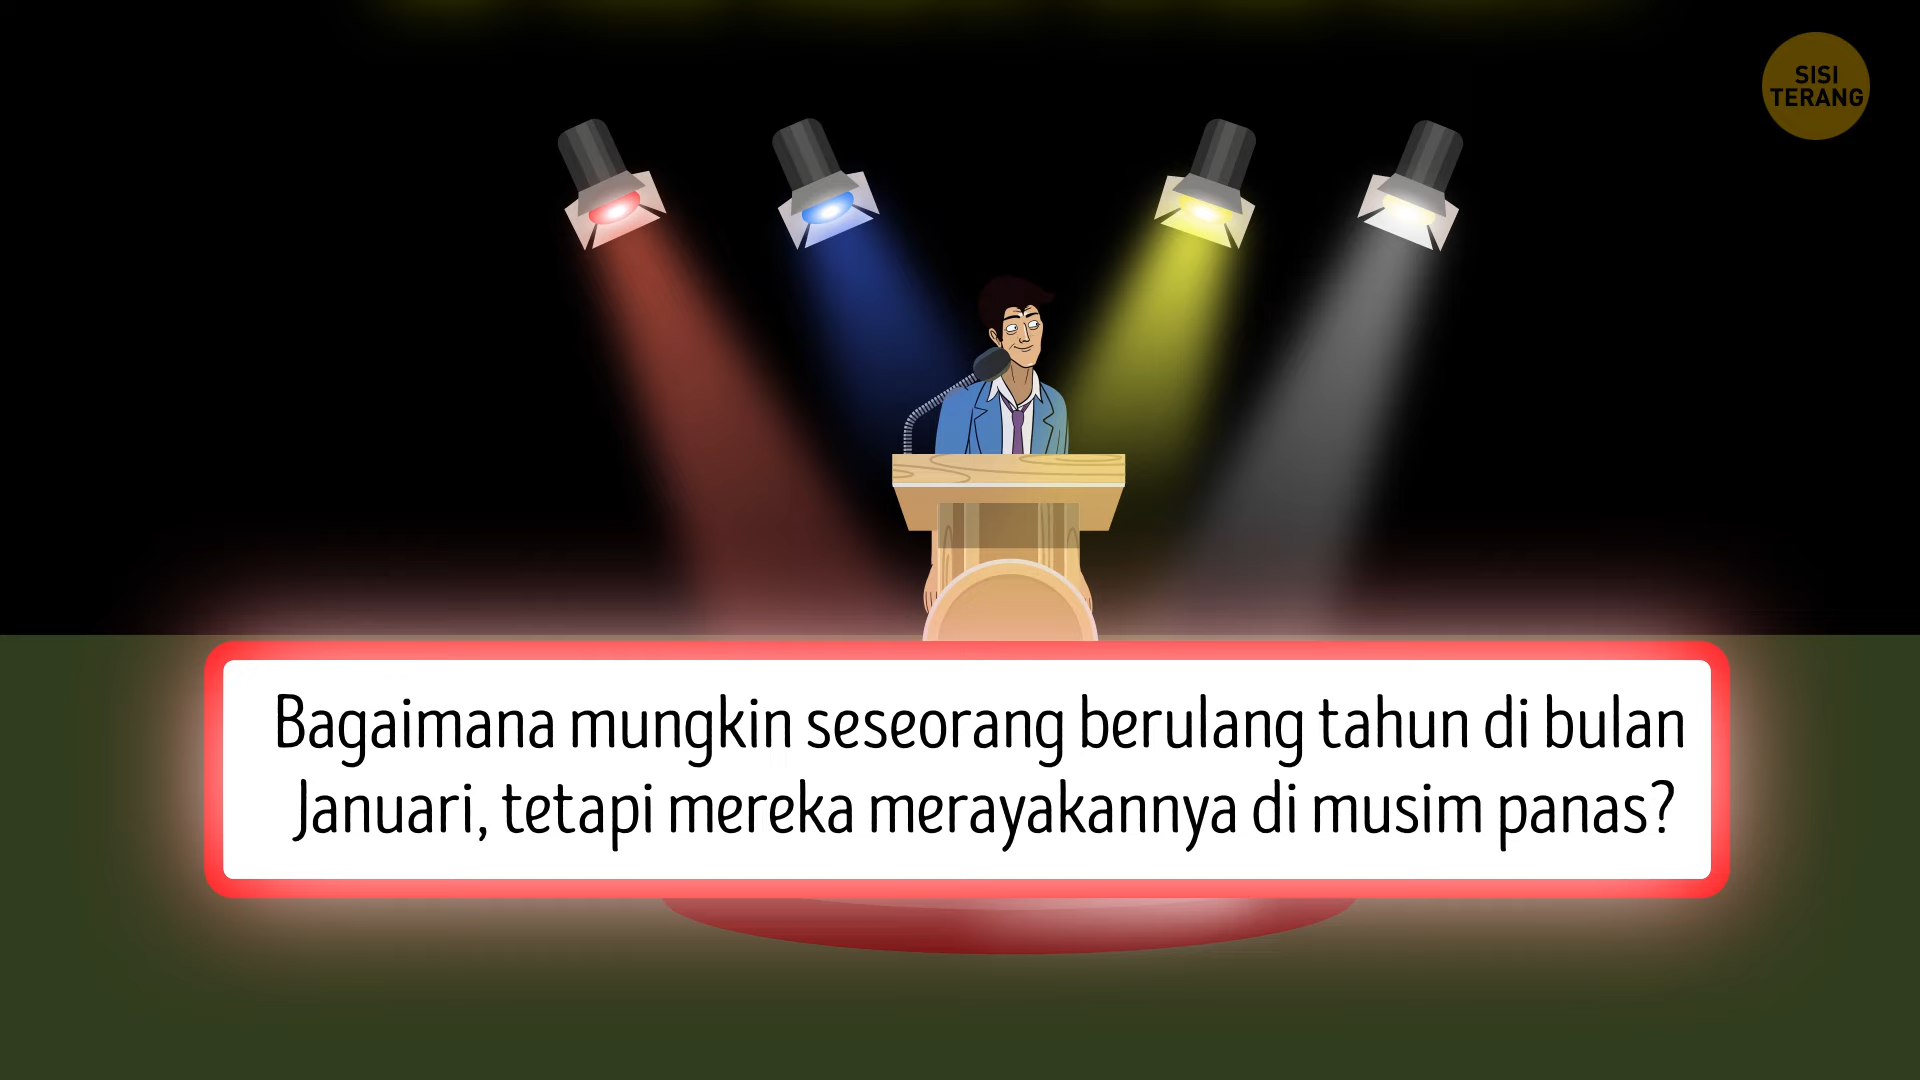 SISI
TERANG
Bagaimana mungkin seseorang berulang tahun di bulan
Januari, tetapi mereka merayakannya di musim panas?